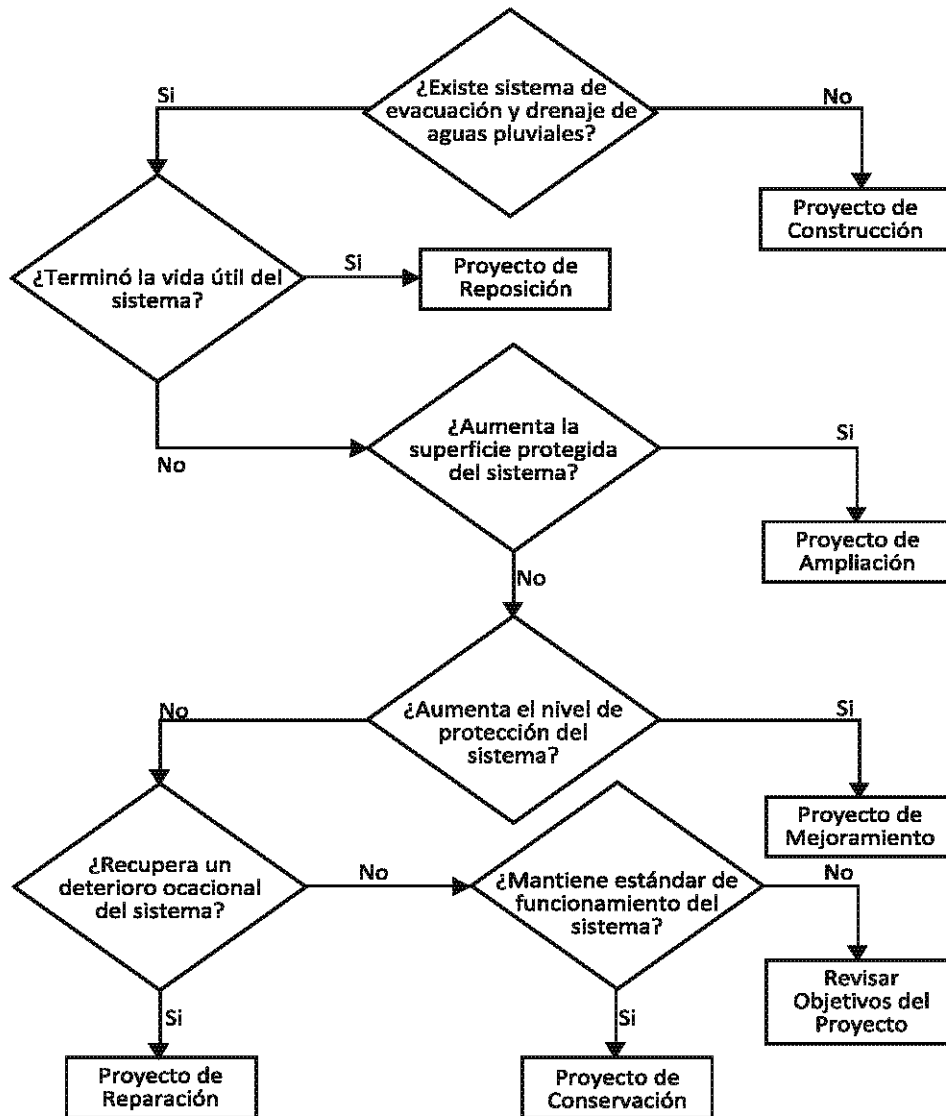 ¿Existe sistema de
evacuación y drenaje de
aguas pluviales?
Si
No
Proyecto de
Construcción
¿Terminó la vida útil del
sistema?
Si
Proyecto de
Reposición
No
¿Aumenta la
superficie protegida
del sistema?
Si
Proyecto de
Ampliación
No
¿Aumenta el nivel de
protección del
sistema?
No
Si
Proyecto de
Mejoramiento
¿Recupera un
deterioro ocacional
del sistema?
No
¿Mantiene estándar de
funcionamiento del
sistema?
No
Revisar
Objetivos del
Proyecto
Si
Proyecto de
Reparación
Si
Proyecto de
Conservación